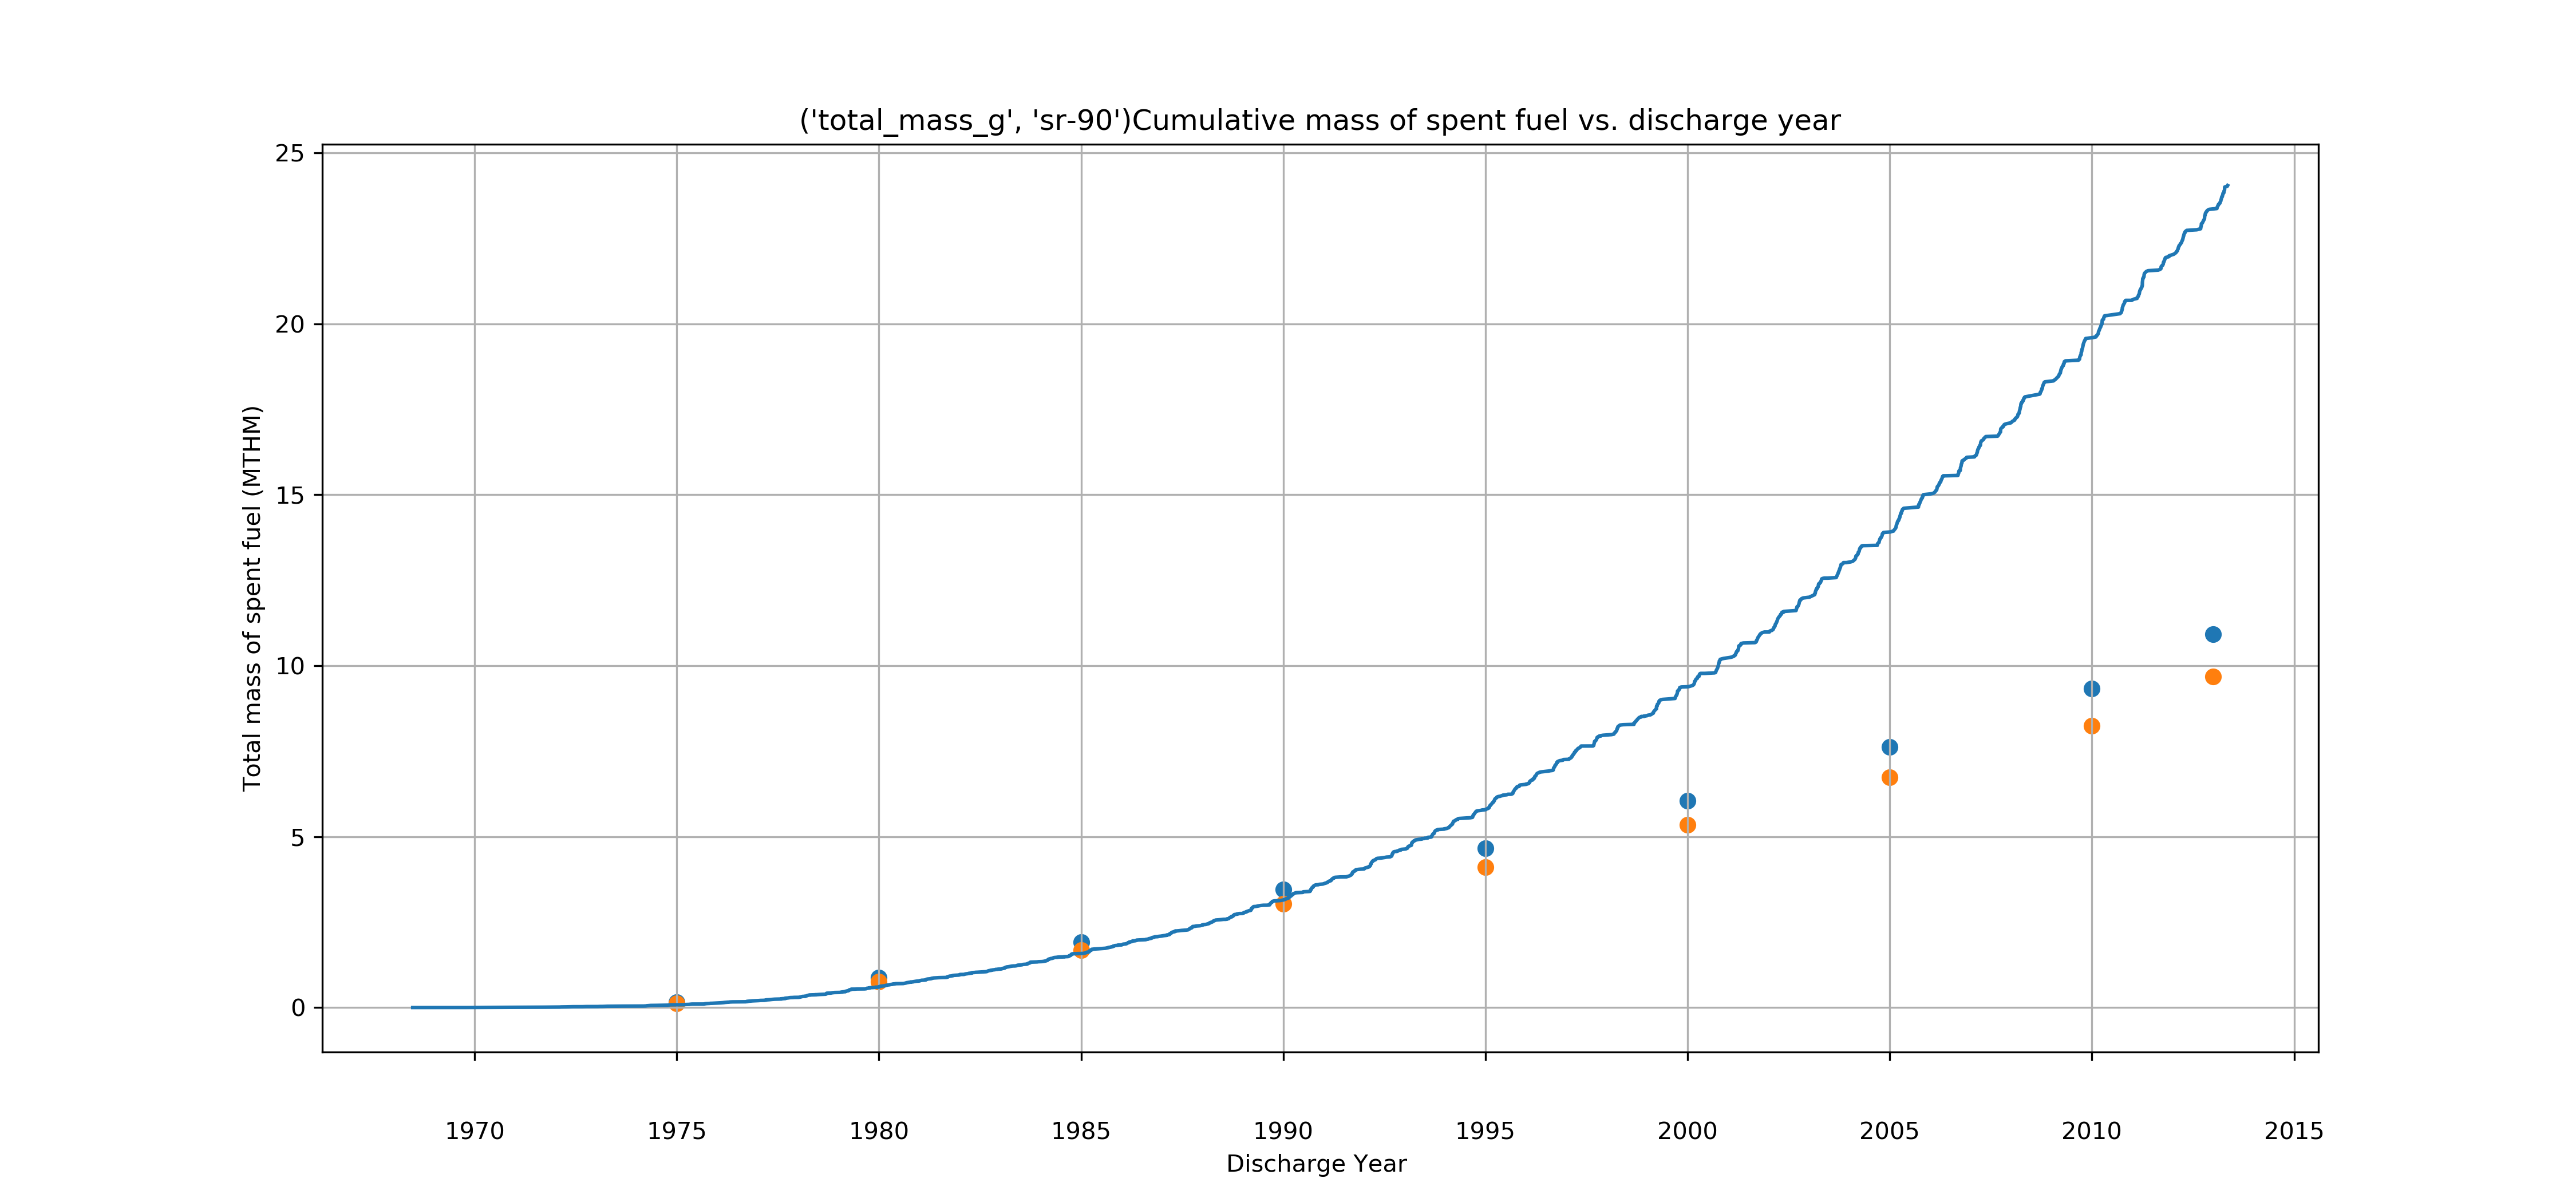 ('total_mass_g', 'sr-90')Cumulative mass of spent fuel vs. discharge year
25
20
15
10
5
0
Total mass of spent fuel (MTHM)
1970 1975 1980 1985 1990 1995 2000 2005 2010 2015
Discharge Year